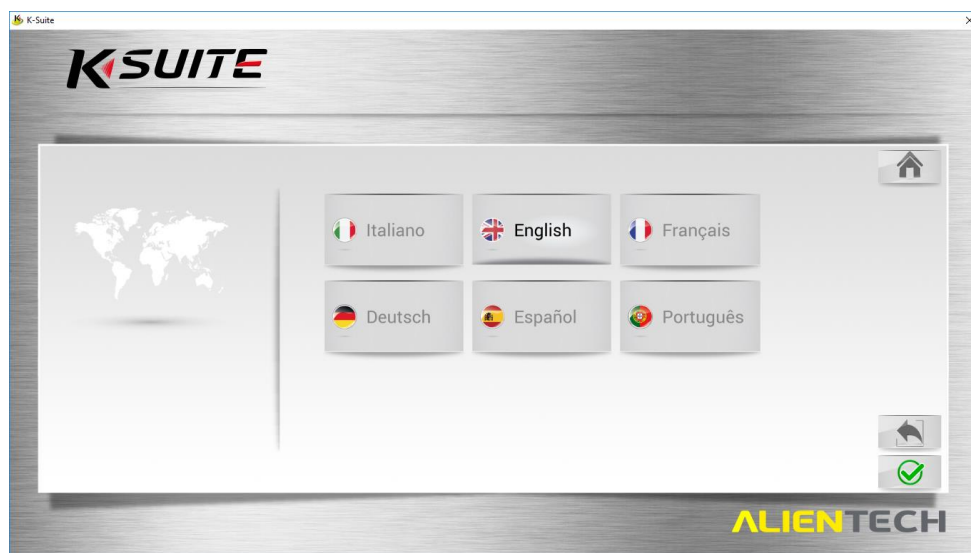 K-Suite
KSUITE
Italiano
English
Français
Deutsch
Español
Português
ALIENTECH